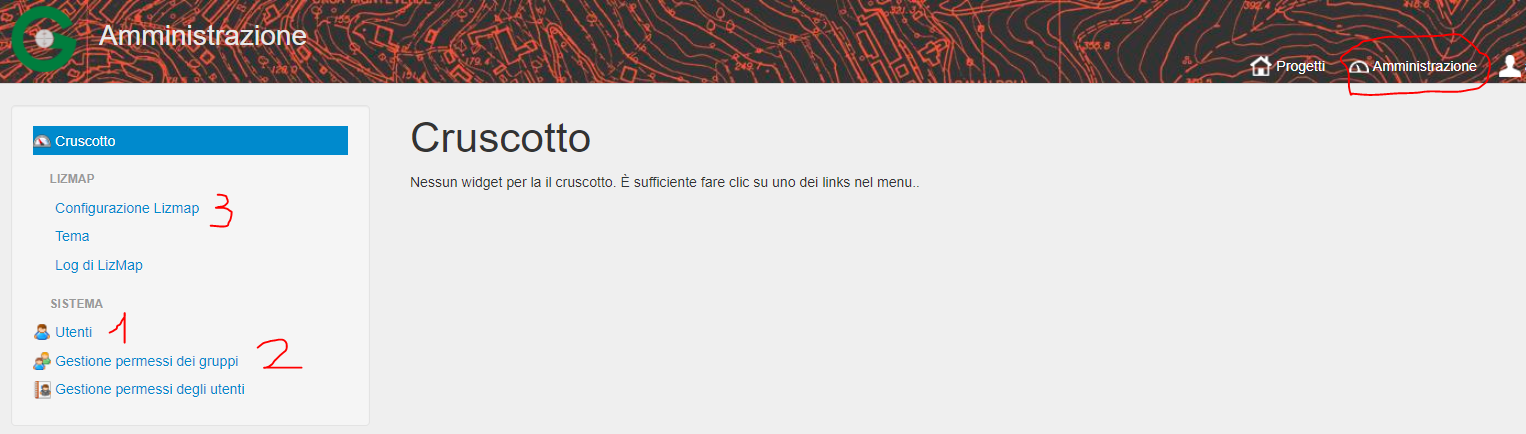 Amministrazione
Progetti Amministrazione
Cruscotto
LIZMAP
Configurazione Lizmap 3
Tema
Log di LizMap
SISTEMA
Utenti 1
Gestione permessi dei gruppi 2
Gestione permessi degli utenti
Cruscotto
Nessun widget per la il cruscotto. È sufficiente fare clic su uno dei links nel menu..